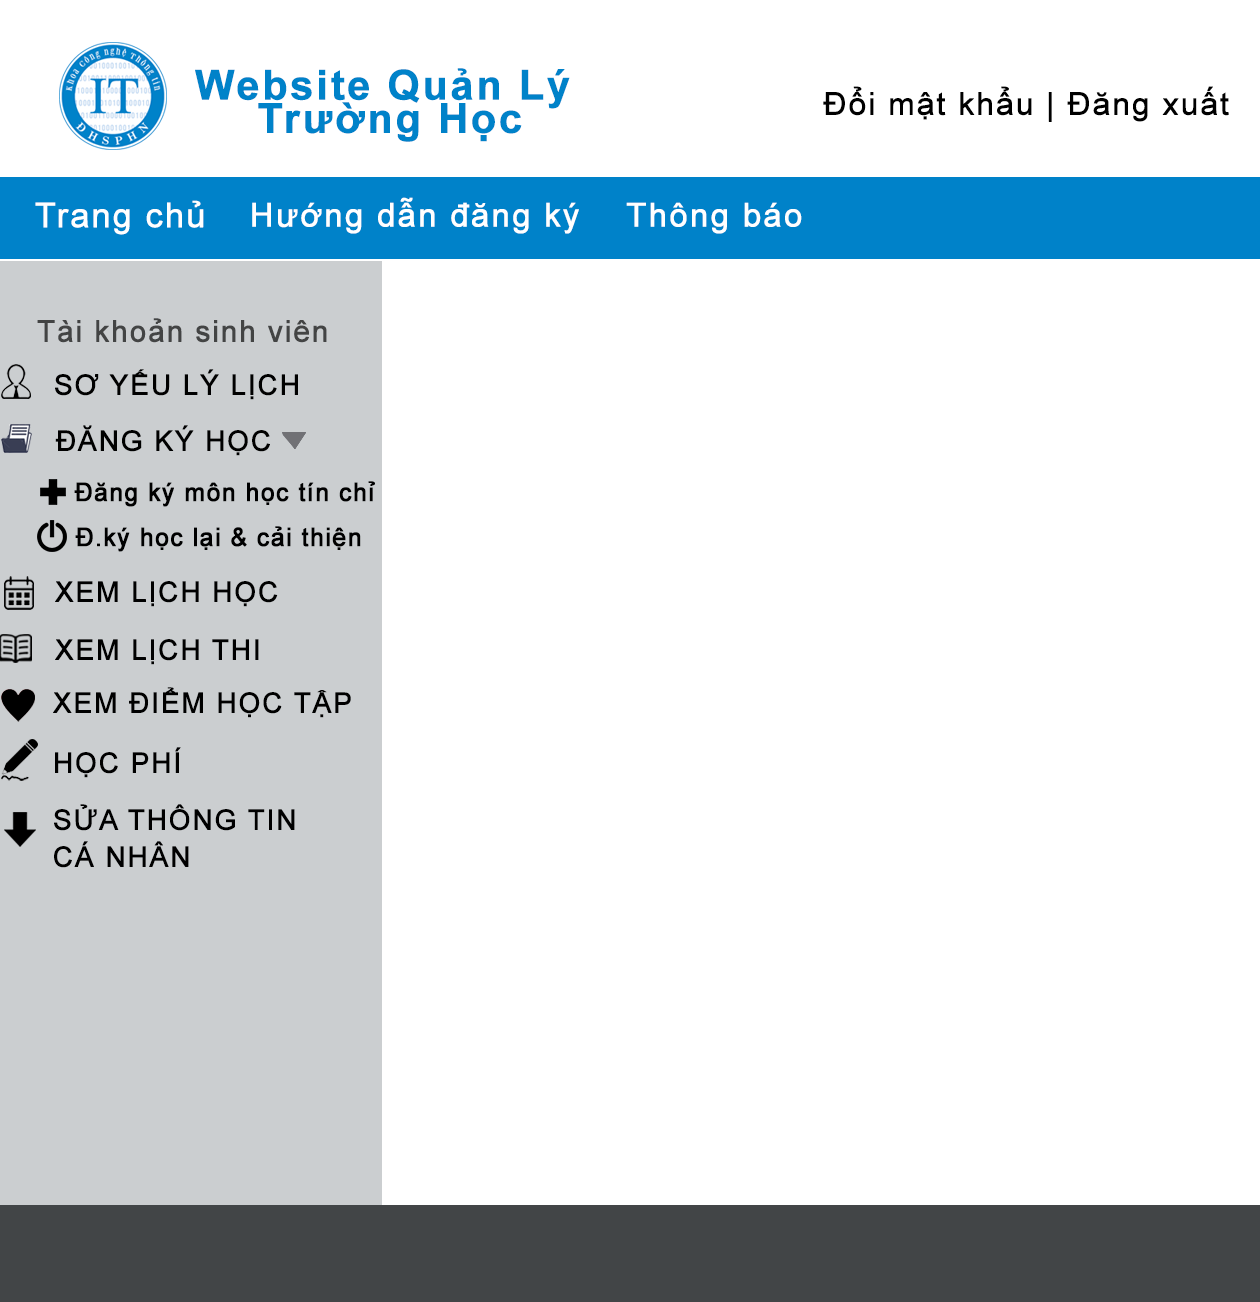 Khoa Công nghệ Thông tin
IT
ĐHSPHN
Website Quản Lý
Trường Học
Đổi mật khẩu | Đăng xuất
Trang chủ Hướng dẫn đăng ký Thông báo
Tài khoản sinh viên
SƠ YẾU LÝ LỊCH
ĐĂNG KÝ HỌC
Đăng ký môn học tín chỉ
Đ.ký học lại & cải thiện
XEM LỊCH HỌC
XEM LỊCH THI
XEM ĐIỂM HỌC TẬP
HỌC PHÍ
SỬA THÔNG TIN
CÁ NHÂN